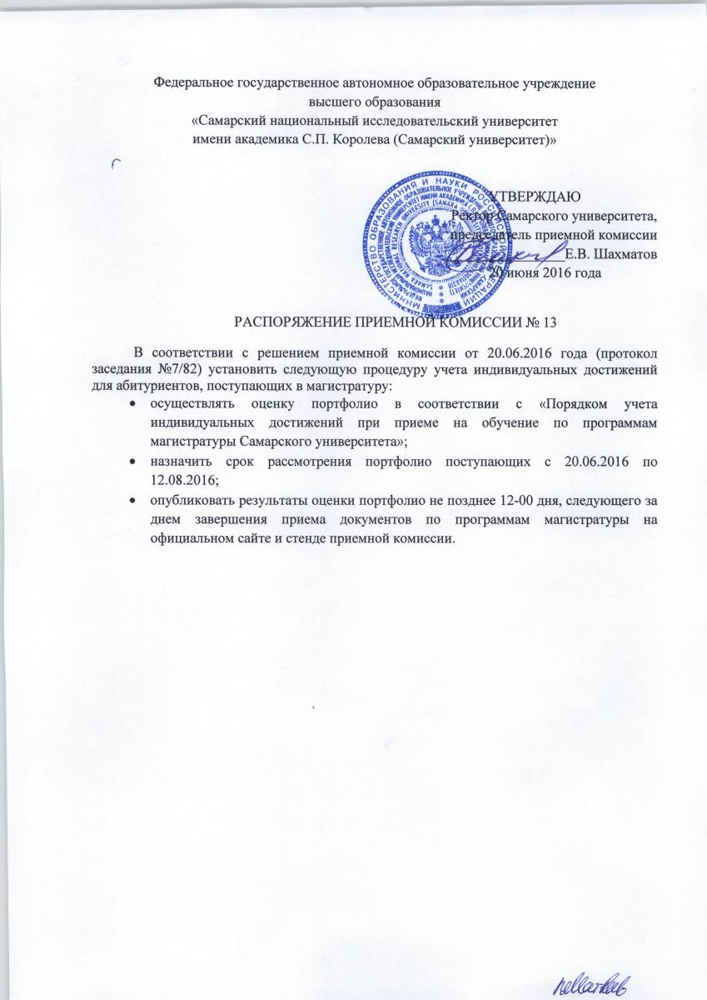 Федеральное государственное автономное образовательное учреждение
высшего образования
«Самарский национальный исследовательский университет
имени академика С.П. Королева (Самарский университет)»
УТВЕРЖДАЮ
Ректор Самарского университета,
председатель приемной комиссии
Е.В. Шахматов
20 июня 2016 года
РАСПОРЯЖЕНИЕ ПРИЕМНОЙ КОМИССИИ № 13
В соответствии с решением приемной комиссии от 20.06.2016 года (протокол
заседания №7/82) установить следующую процедуру учета индивидуальных достижений
для абитуриентов, поступающих в магистратуру:
• осуществлять оценку портфолио в соответствии с «Порядком учета
индивидуальных достижений при приеме на обучение по программам
магистратуры Самарского университета»;
• назначить срок рассмотрения портфолио поступающих с 20.06.2016 по
12.08.2016;
• опубликовать результаты оценки портфолио не позднее 12-00 дня, следующего за
днем завершения приема документов по программам магистратуры на
официальном сайте и стенде приемной комиссии.